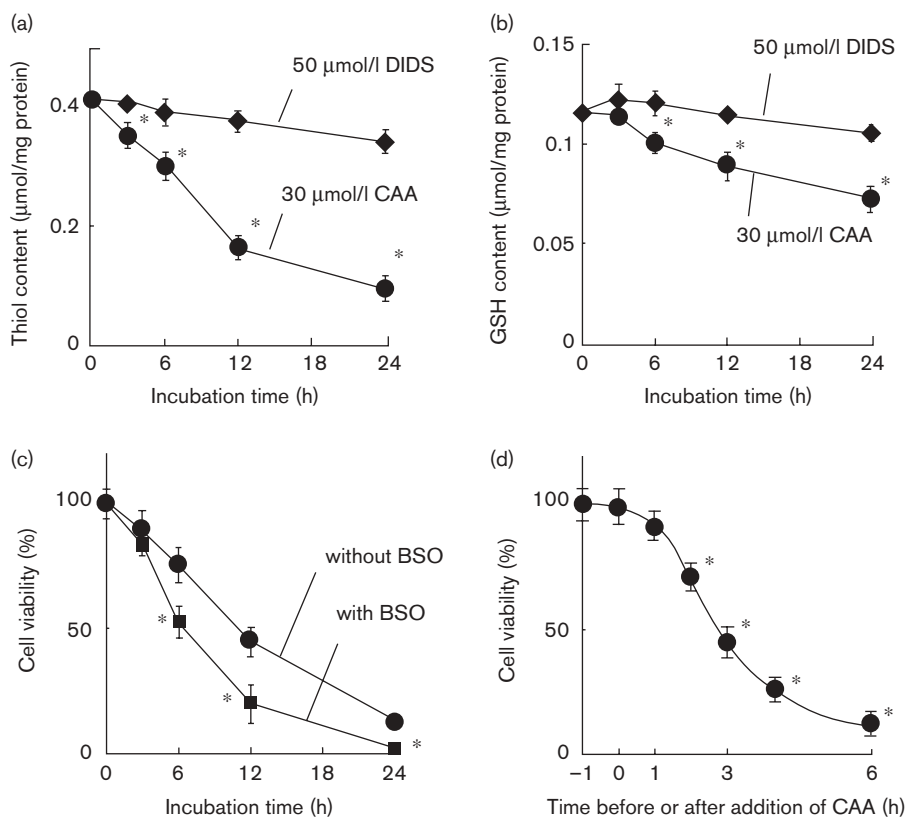 (a)
Thiol content (μmol/mg protein)
0.4
0.2
0
50 μmol/l DIDS
*
*
30 μmol/l CAA
*
*
0 6 12 18 24
Incubation time (h)
(b)
GSH content (μmol/mg protein)
0.15
0.1
0.05
0
50 μmol/l DIDS
*
*
*
30 μmol/l CAA
0 6 12 18 24
Incubation time (h)
(c)
Cell viability (%)
100
50
0
without BSO
with BSO
*
*
*
0 6 12 18 24
Incubation time (h)
(d)
Cell viability (%)
100
50
0
*
*
*
*
−1 0 1 3 6
Time before or after addition of CAA (h)